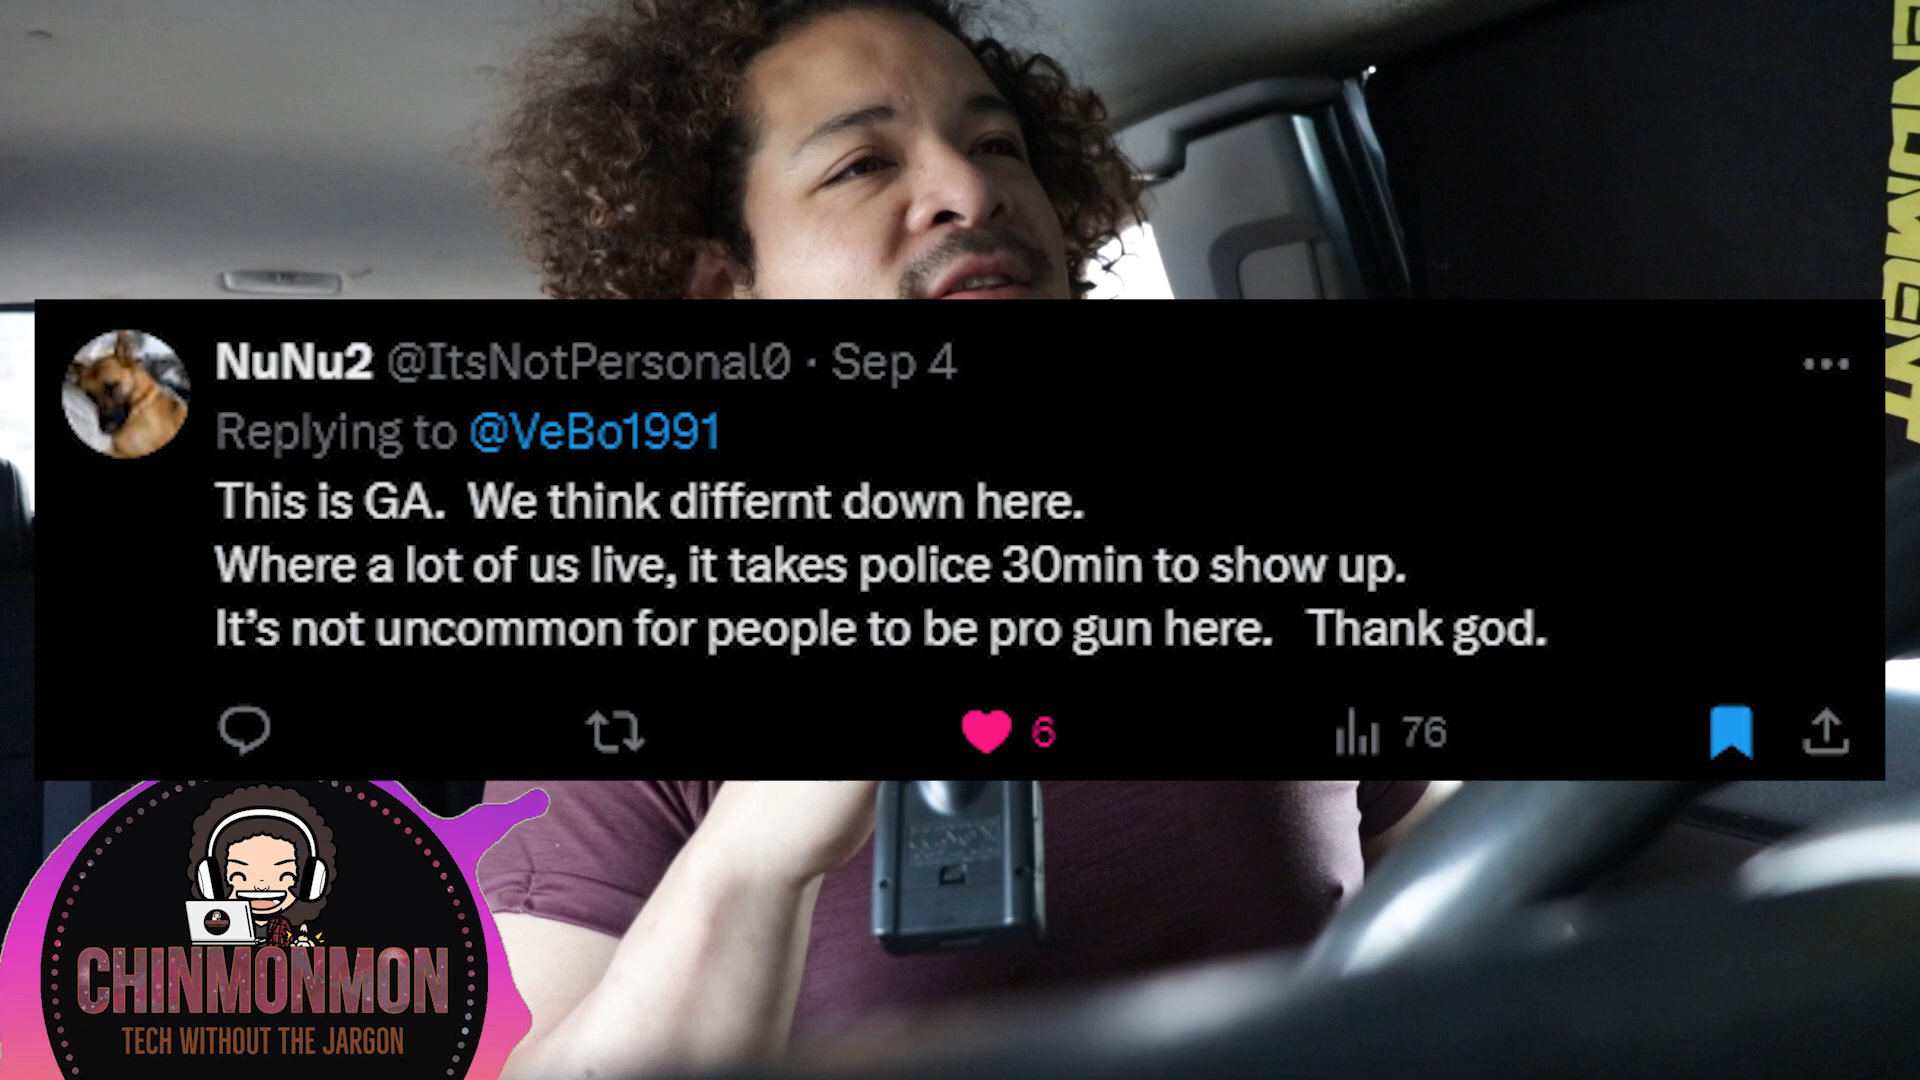 NuNu2 @ItsNotPersonal0 · Sep 4
Replying to @VeBo1991
This is GA. We think differnt down here.
Where a lot of us live, it takes police 30min to show up.
It's not uncommon for people to be pro gun here. Thank god.
6 76
CHINMONMON
TECH WITHOUT THE JARGON